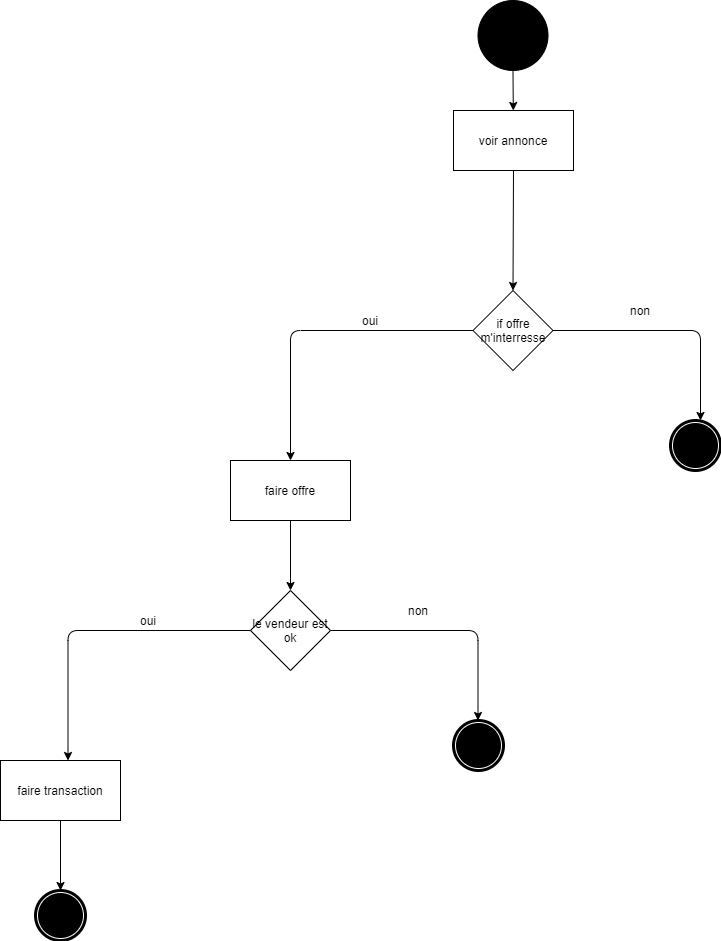 voir annonce
if offre
m'interresse
oui
non
faire offre
le vendeur est
ok
oui
non
faire transaction